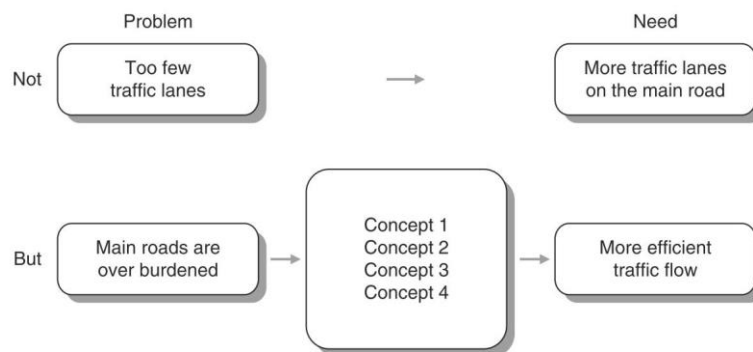 Problem
Need
Not
Too few
traffic lanes
More traffic lanes
on the main road
But
Main roads are
over burdened
Concept 1
Concept 2
Concept 3
Concept 4
More efficient
traffic flow